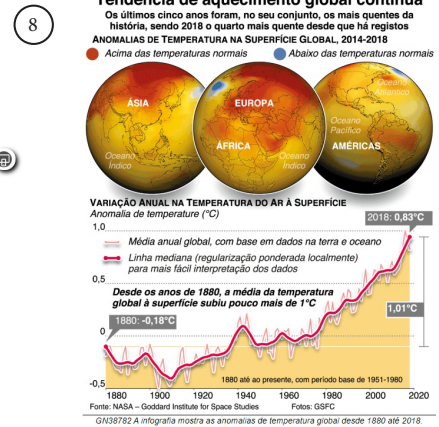 8
Tendência de aquecimento global continua
Os últimos cinco anos foram, no seu conjunto, os mais quentes da
história, sendo 2018 o quarto mais quente desde que há registos
ANOMALIAS DE TEMPERATURA NA SUPERFÍCIE GLOBAL, 2014-2018
Acima das temperaturas normais
Abaixo das temperaturas normais
ÁSIA
Oceano
Índico
EUROPA
ÁFRICA
Oceano
Índico
Oceano
Atlântico
Oceano
Pacífico
AMÉRICAS
VARIAÇÃO ANUAL NA TEMPERATURA DO AR À SUPERFÍCIE
Anomalia de temperature (°C)
2018: 0,83°C
1,0
Média anual global, com base em dados na terra e oceano
Linha mediana (regularização ponderada localmente)
para mais fácil interpretação dos dados
0,5
Desde os anos de 1880, a média da temperatura
global à superfície subiu pouco mais de 1°C
1,01°C
1880: -0,18°C
0
-0,5
1880 até ao presente, com período base de 1951-1980
1880 1900 1920 1940 1960 1980 2000 2020
Fonte: NASA – Goddard Institute for Space Studies Fotos: GSFC
GN38782 A infografia mostra as anomalias de temperatura global desde 1880 até 2018.